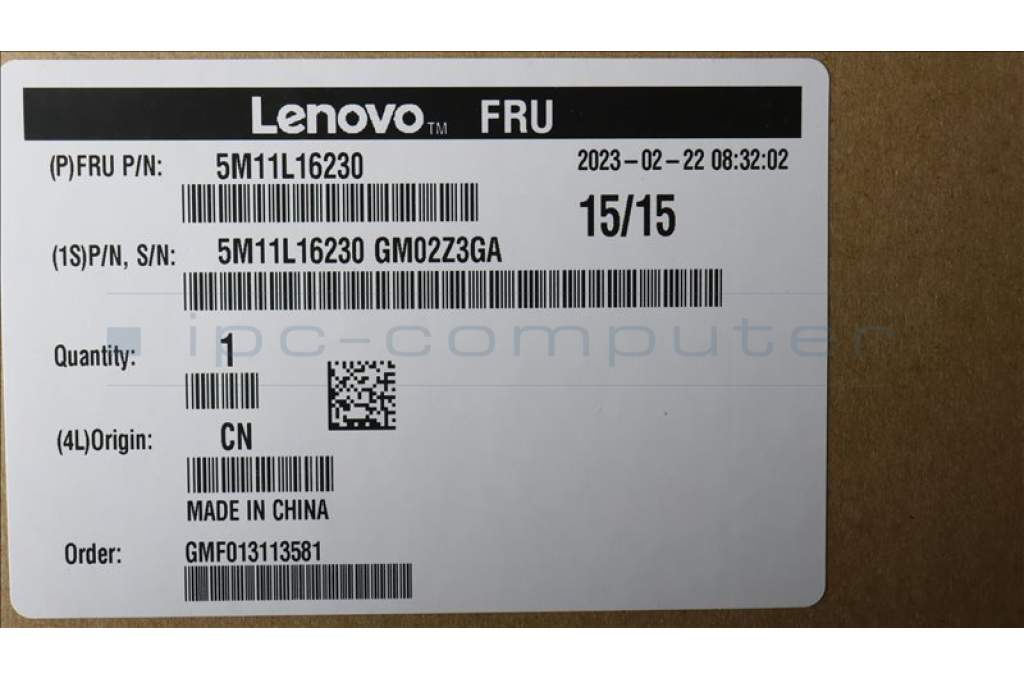 Lenovo™ FRU
(P)FRU P/N: 5M11L16230 2023-02-22 08:32:02
15/15
(1S)P/N, S/N: 5M11L16230 GM02Z3GA
ipc-computer
Quantity: 1
(4L)Origin: CN
MADE IN CHINA
Order: GMF013113581